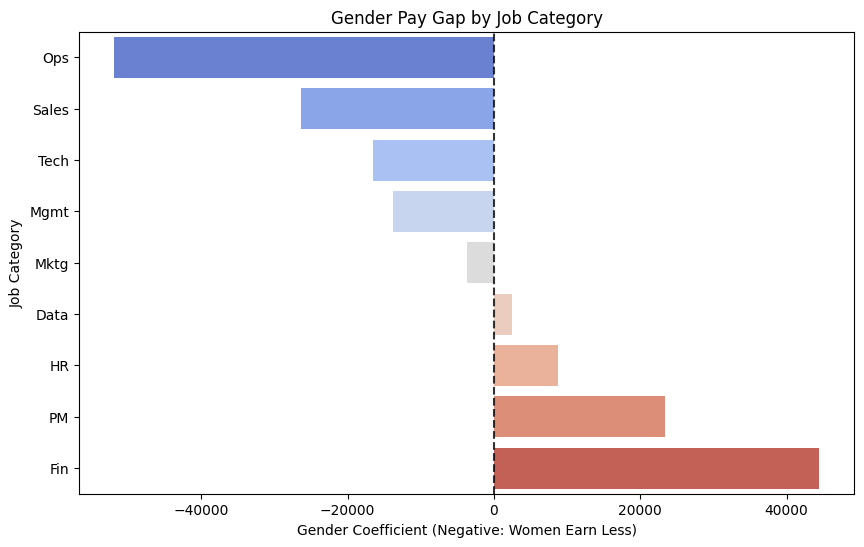 Gender Pay Gap by Job Category
Ops
Sales
Tech
Mgmt
Mktg
Data
HR
PM
Fin
Job Category
−40000
−20000
0
20000
40000
Gender Coefficient (Negative: Women Earn Less)